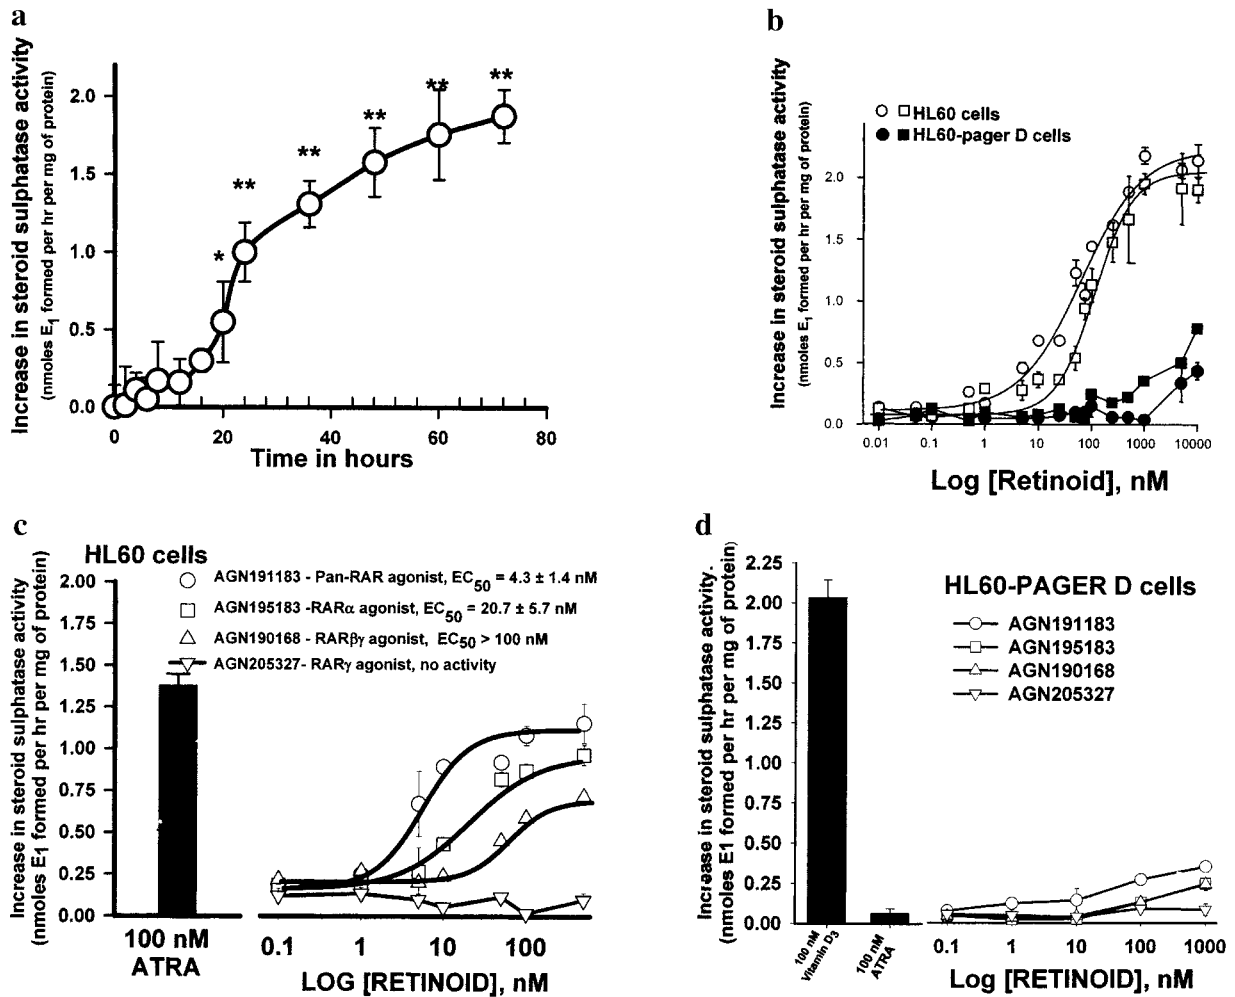 a
Increase in steroid sulphatase activity
(nmoles E1 formed per hr per mg of protein)
2.0
1.5
1.0
0.5
0.0
*
**
**
**
**
**
0
20
40
60
80
Time in hours
b
Increase in steroid sulphatase activity
(nmoles E1 formed per hr per mg of protein)
HL60 cells
HL60-pager D cells
2.0
1.5
1.0
0.5
0.0
0.01
0.1
1
10
100
1000
10000
Log [Retinoid], nM
c
HL60 cells
Increase in steroid sulphatase activity
(nmoles E1 formed per hr per mg of protein)
2.00
1.75
1.50
1.25
1.00
0.75
0.50
0.25
0.00
AGN191183 - Pan-RAR agonist, EC50 = 4.3 ± 1.4 nM
AGN195183 -RARα agonist, EC50 = 20.7 ± 5.7 nM
AGN190168 - RARβγ agonist, EC50 > 100 nM
AGN205327- RARγ agonist, no activity
100 nM
ATRA
0.1
1
10
100
LOG [RETINOID], nM
d
Increase in steroid sulphatase activity.
(nmoles E1 formed per hr per mg of protein)
2.25
2.00
1.75
1.50
1.25
1.00
0.75
0.50
0.25
0.00
HL60-PAGER D cells
AGN191183
AGN195183
AGN190168
AGN205327
100 nM
Vitamin D3
100 nM
ATRA
0.1
1
10
100
1000
Log [RETINOID], nM